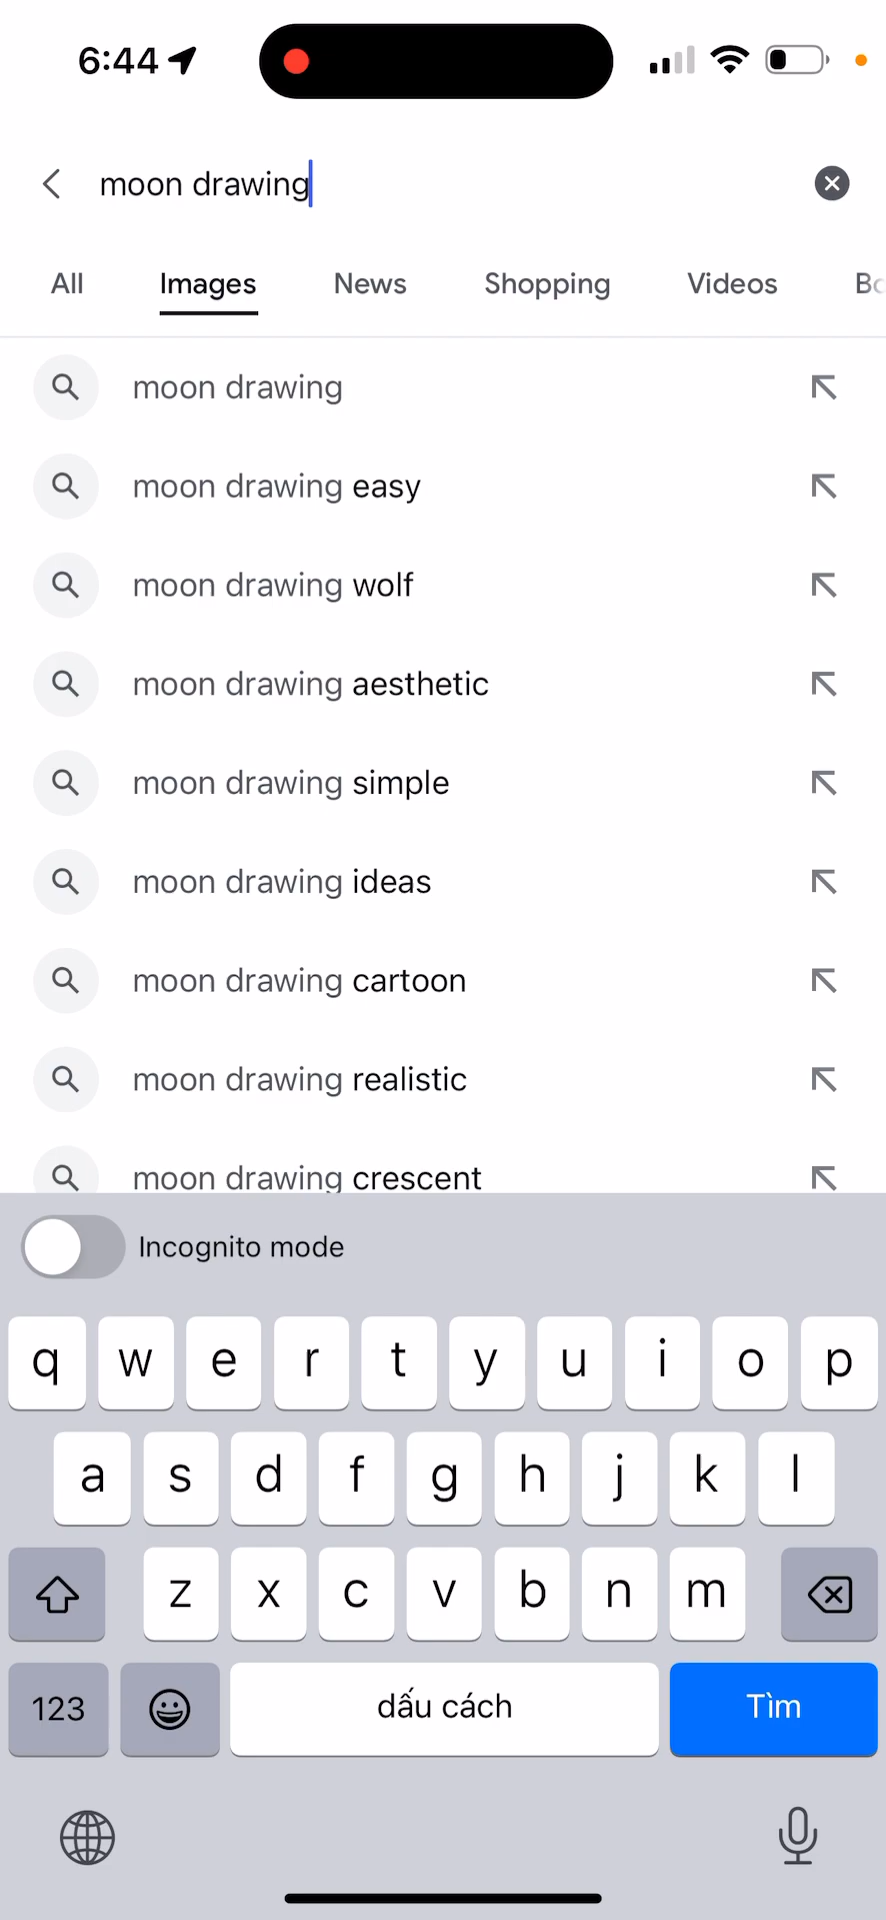 6:44
moon drawing
All Images News Shopping Videos
moon drawing
moon drawing easy
moon drawing wolf
moon drawing aesthetic
moon drawing simple
moon drawing ideas
moon drawing cartoon
moon drawing realistic
moon drawing crescent
Incognito mode
q w e r t y u i o p
a s d f g h j k l
z x c v b n m
123 dấu cách Tìm